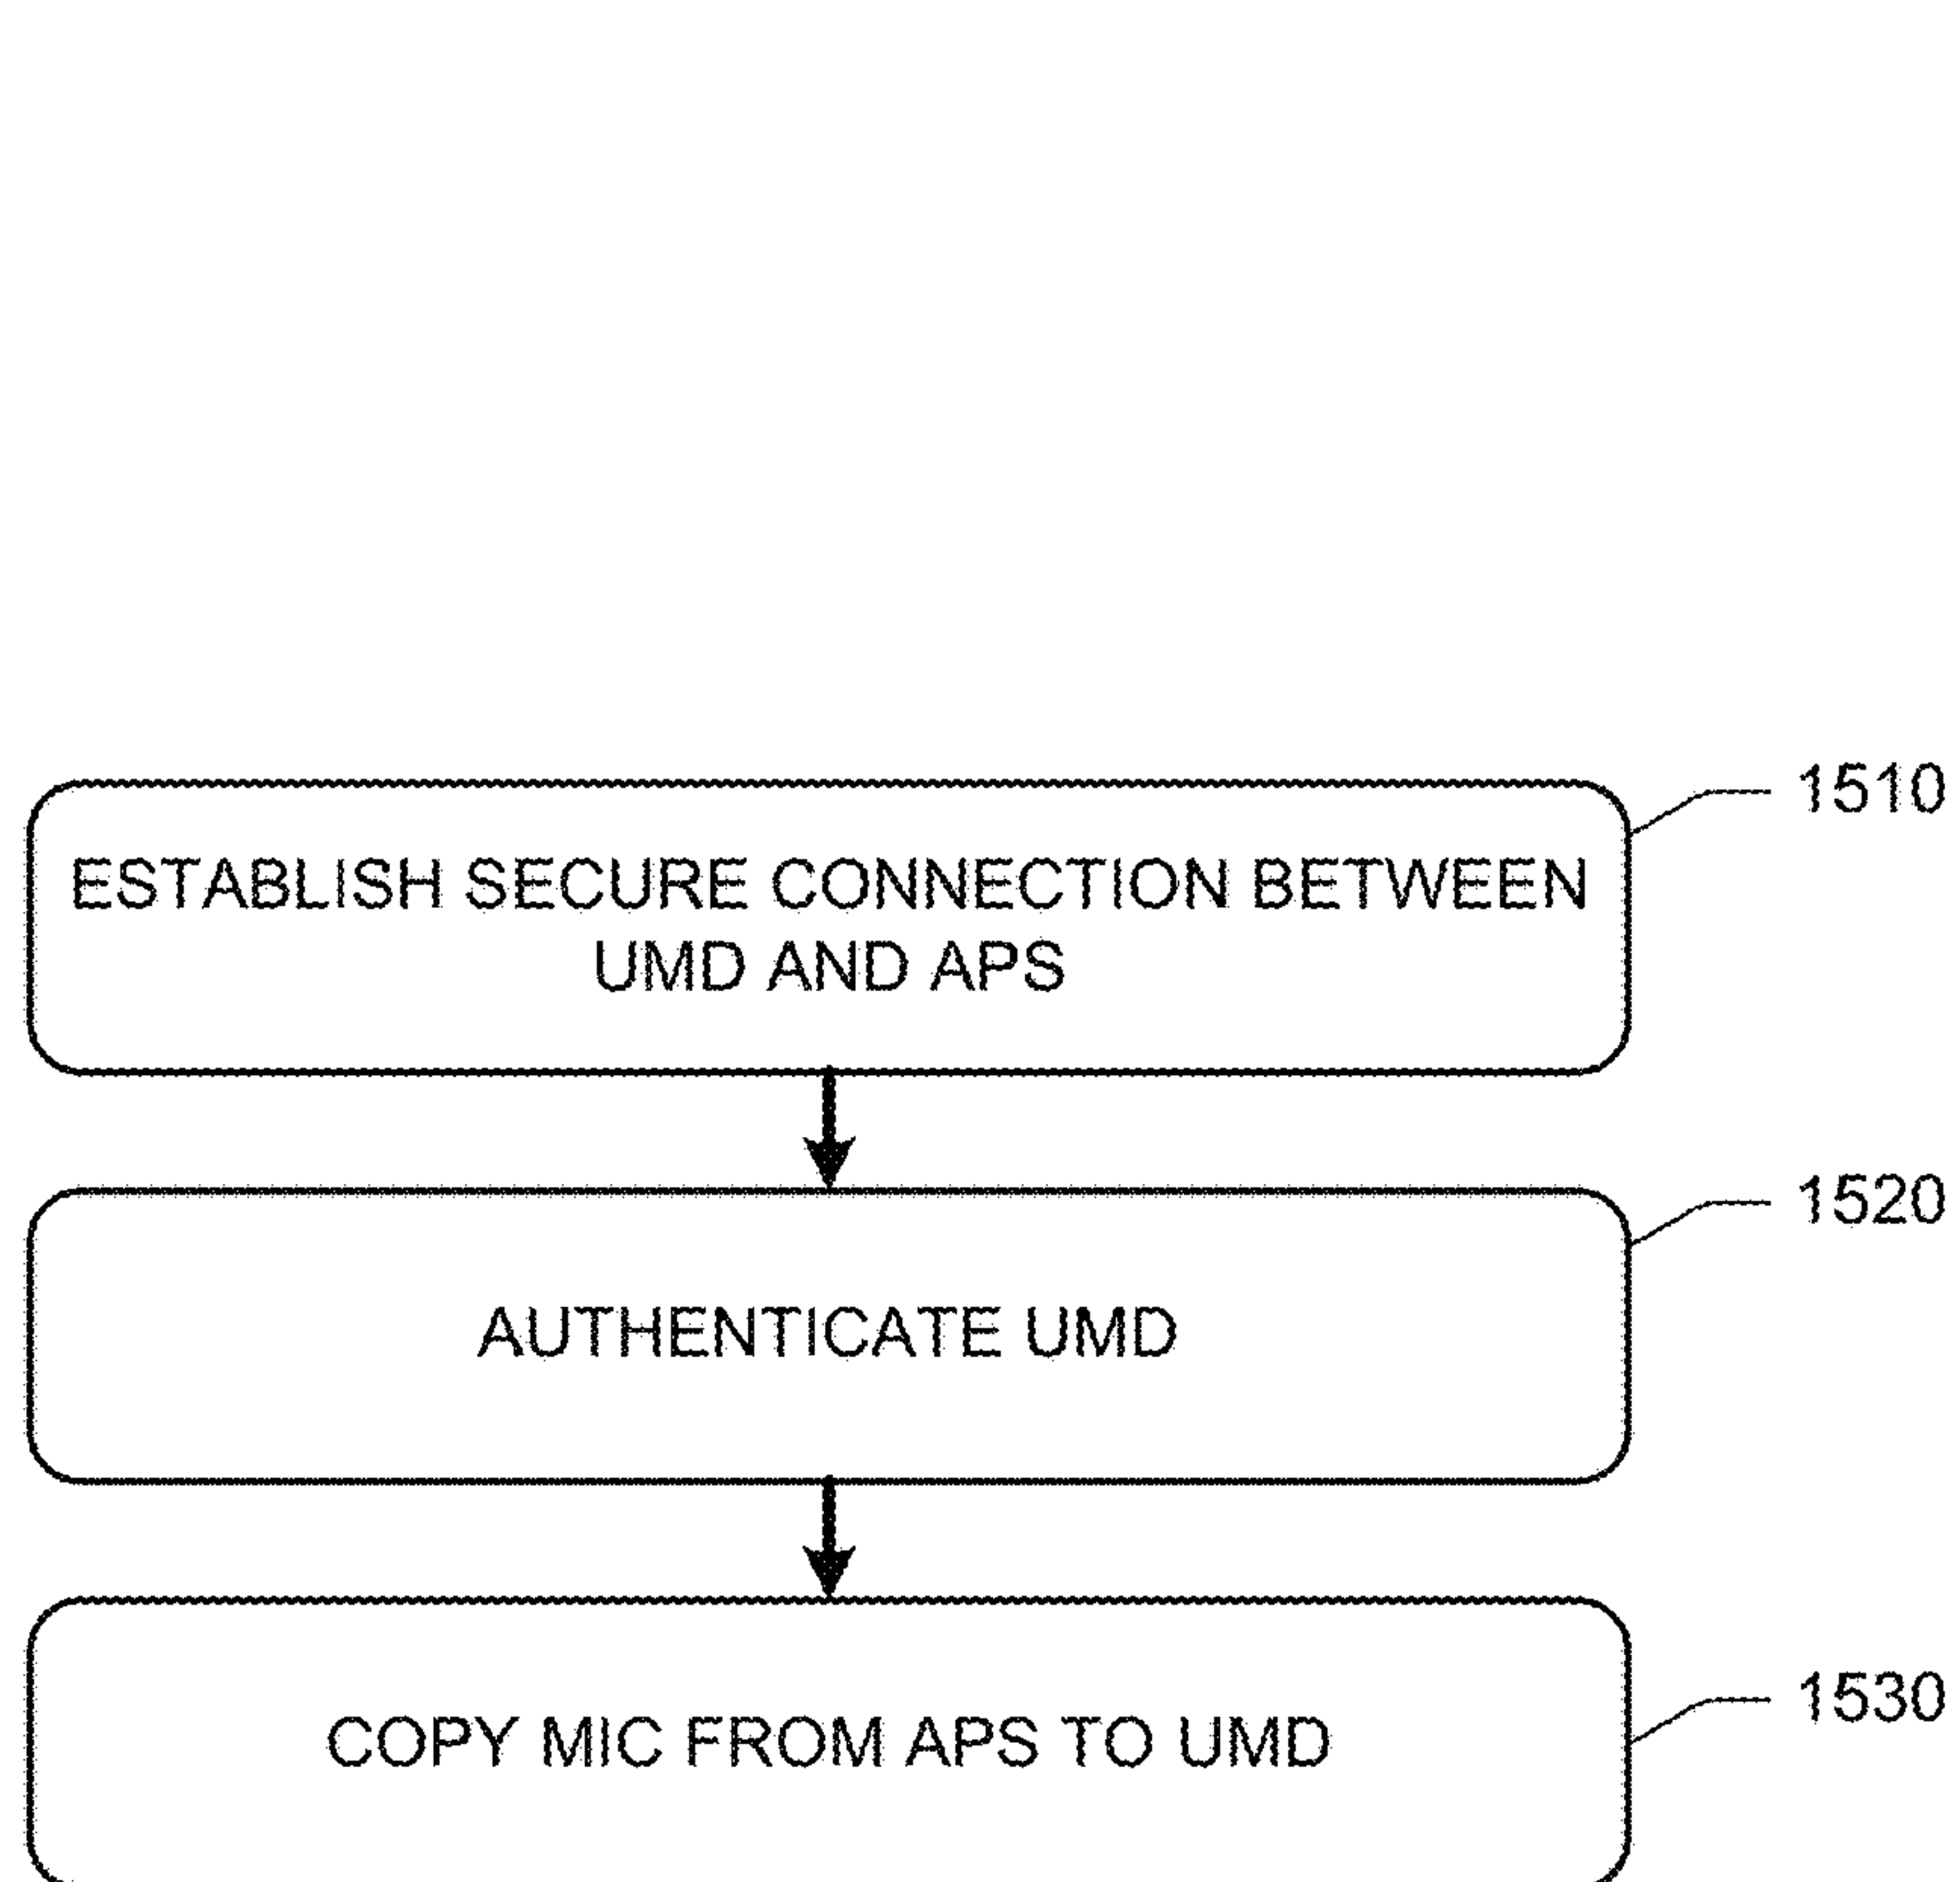 1510
ESTABLISH SECURE CONNECTION BETWEEN
UMD AND APS
1520
AUTHENTICATE UMD
1530
COPY MIC FROM APS TO UMD